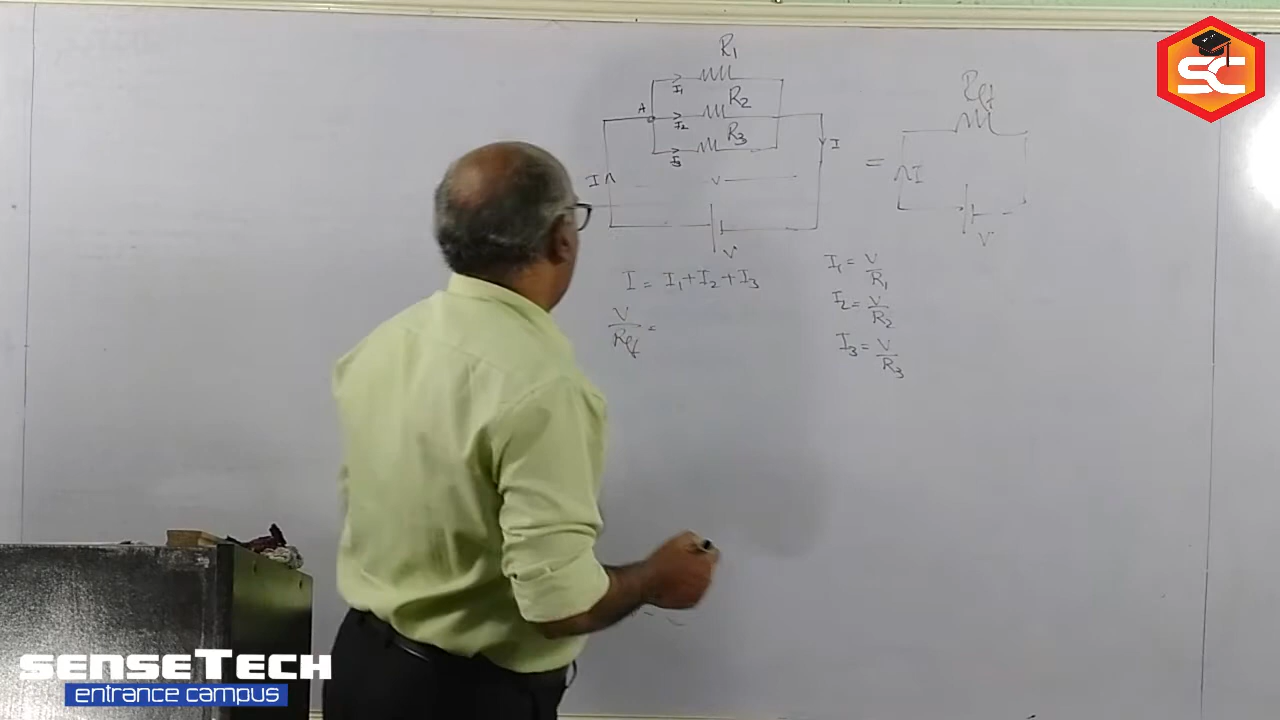 SC
R1
I1
A
R2
I2
R3
I3
I
I
V
V
=
Reff
I
V
I = I1 + I2 + I3
V/Reff =
I1 = V/R1
I2 = V/R2
I3 = V/R3
SENSETECH
entrance campus